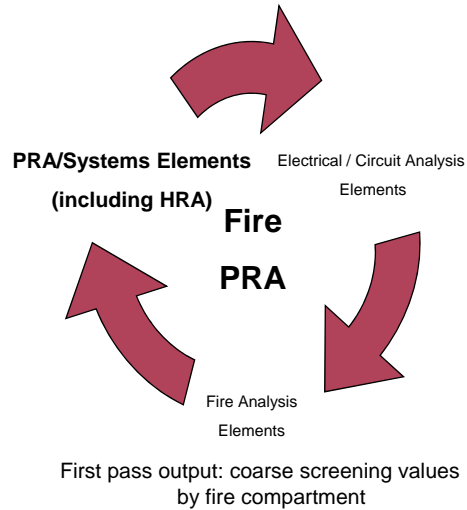 PRA/Systems Elements
(including HRA)
Electrical / Circuit Analysis
Elements
Fire
PRA
Fire Analysis
Elements
First pass output: coarse screening values
by fire compartment